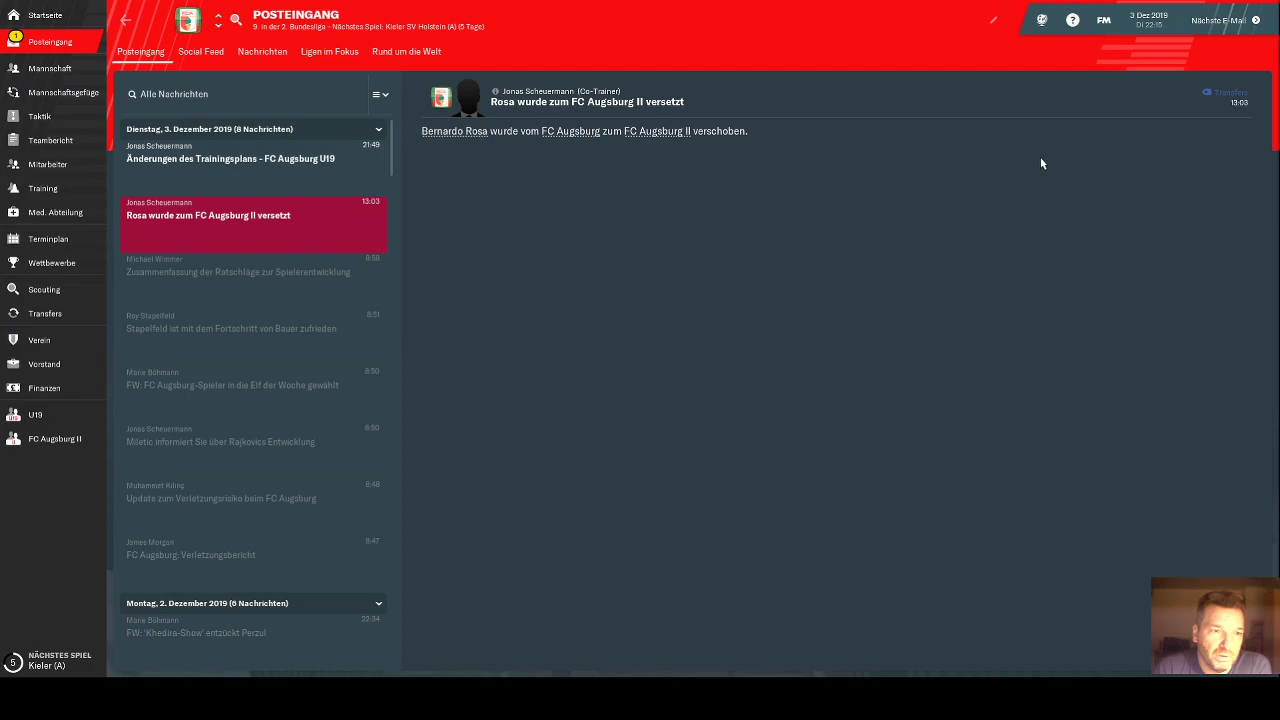 Startseite
1
Posteingang
Mannschaft
Mannschaftsgefüge
Taktik
Teambericht
Mitarbeiter
Training
Med. Abteilung
Terminplan
Wettbewerbe
Scouting
Transfers
Verein
Vorstand
Finanzen
U19
U19
II
FC Augsburg II
5
NÄCHSTES SPIEL
Kieler (A)
FCA
POSTEINGANG
9. in der 2. Bundesliga - Nächstes Spiel: Kieler SV Holstein (A) (5 Tages)
?
FM
3 Dez 2019
Di 22:15
Nächste E-Mail
Posteingang Social Feed Nachrichten Ligen im Fokus Rund um die Welt
Alle Nachrichten
Dienstag, 3. Dezember 2019 (8 Nachrichten)
Jonas Scheuermann 21:49
Änderungen des Trainingsplans - FC Augsburg U19
Jonas Scheuermann 13:03
Rosa wurde zum FC Augsburg II versetzt
Michael Wimmer 8:58
Zusammenfassung der Ratschläge zur Spielerentwicklung
Roy Stapelfeld 8:51
Stapelfeld ist mit dem Fortschritt von Bauer zufrieden
Marie Böhmann 8:50
FW: FC Augsburg-Spieler in die Elf der Woche gewählt
Jonas Scheuermann 8:50
Miletic informiert Sie über Rajkovics Entwicklung
Muhammet Kilinç 8:48
Update zum Verletzungsrisiko beim FC Augsburg
James Morgan 8:47
FC Augsburg: Verletzungsbericht
Montag, 2. Dezember 2019 (6 Nachrichten)
Marie Böhmann 22:34
FW: 'Khedira-Show' entzückt Perzul
Jonas Scheuermann (Co-Trainer)
Rosa wurde zum FC Augsburg II versetzt
Transfers
13:03
Bernardo Rosa wurde vom FC Augsburg zum FC Augsburg II verschoben.